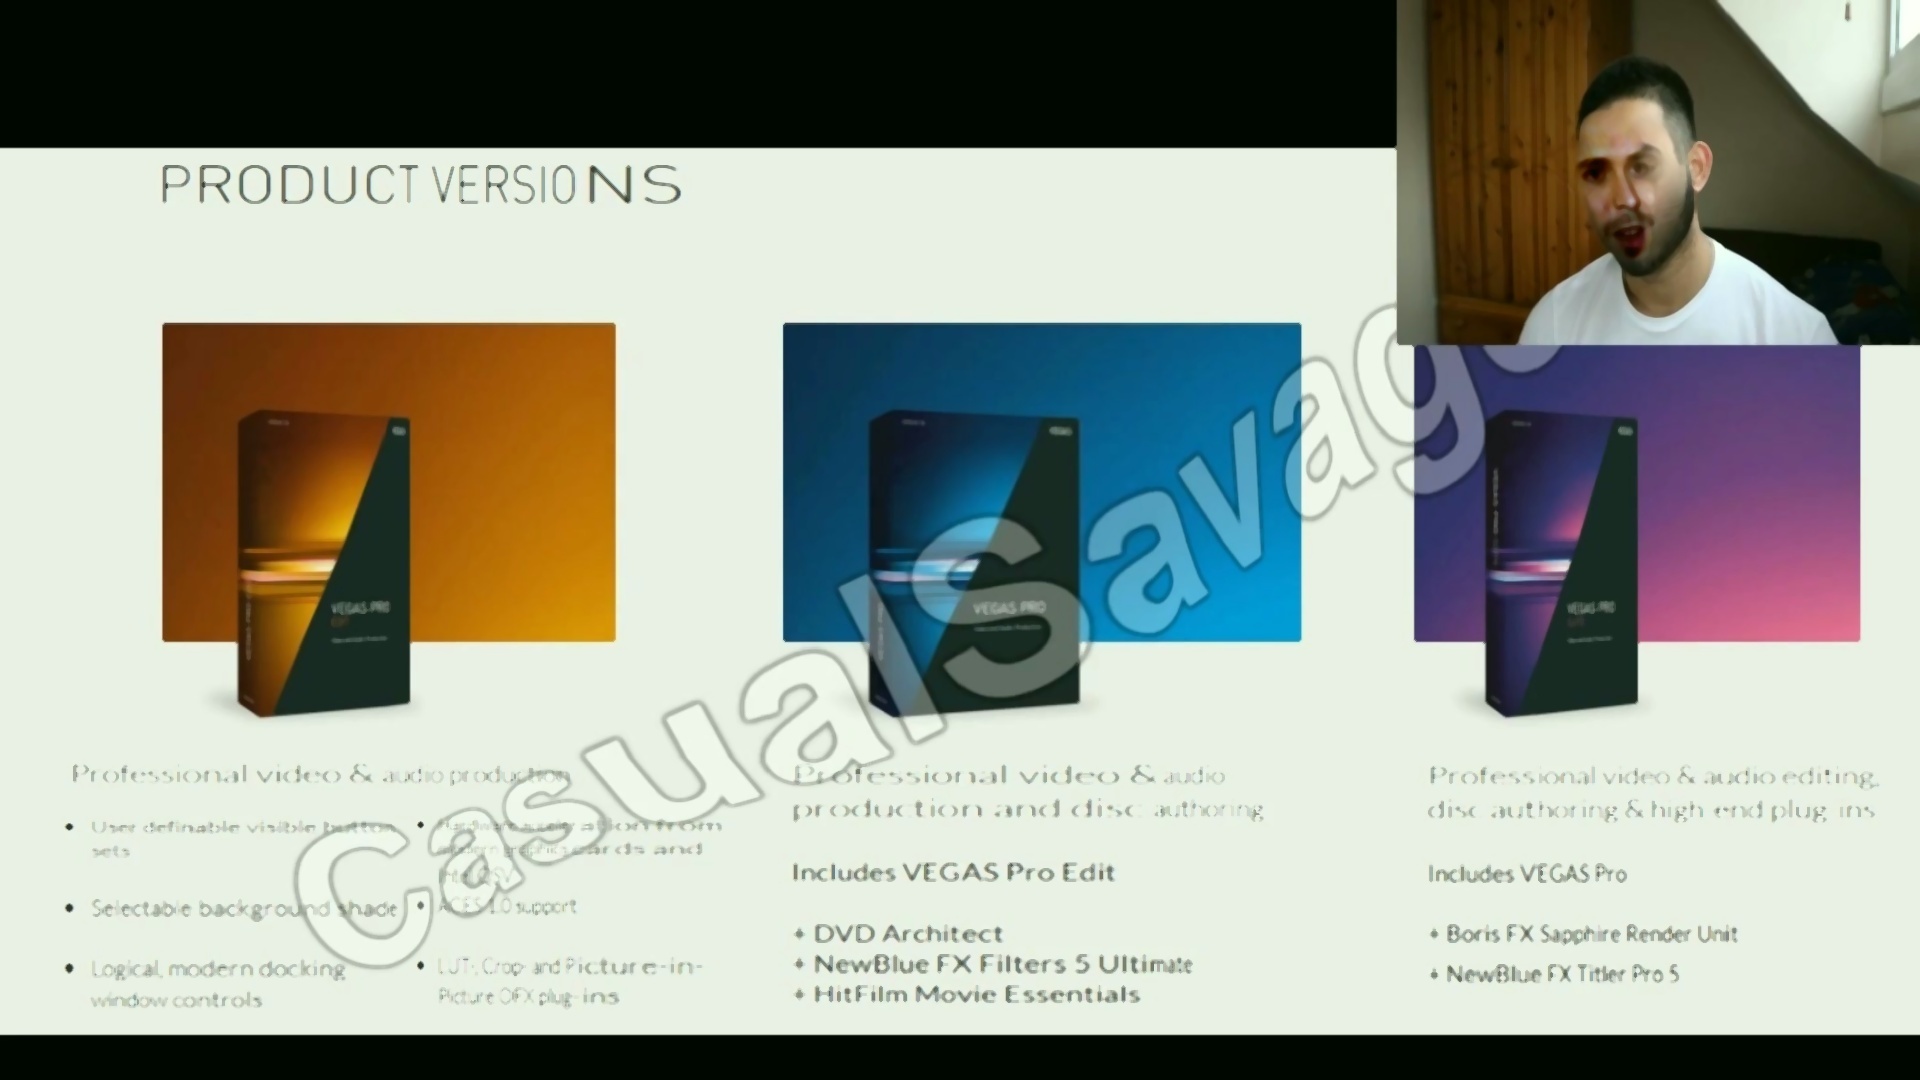 PRODUCT VERSIONS
VEGAS PRO
VEGAS PRO
VEGAS PRO
CasualSavage
Professional video & audio production
• User definable visible button
sets
• Selectable background shade
• Logical, modern docking
window controls
• Hardware acceleration from
modern graphics cards and
Intel QSV
• ACES 1.0 support
• LUT-, Crop- and Picture-in-
Picture OFX plug-ins
Professional video & audio
production and disc authoring
Includes VEGAS Pro Edit
+ DVD Architect
+ NewBlue FX Filters 5 Ultimate
+ HitFilm Movie Essentials
Professional video & audio editing,
disc authoring & high end plug ins
Includes VEGAS Pro
+ Boris FX Sapphire Render Unit
+ NewBlue FX Titler Pro 5